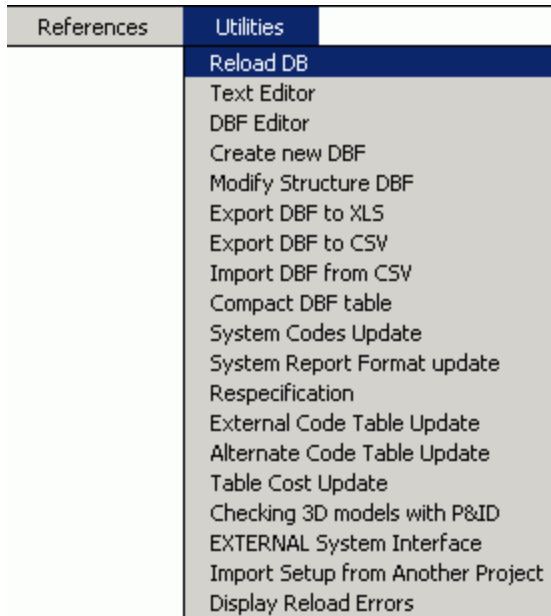 References Utilities
Reload DB
Text Editor
DBF Editor
Create new DBF
Modify Structure DBF
Export DBF to XLS
Export DBF to CSV
Import DBF from CSV
Compact DBF table
System Codes Update
System Report Format update
Respecification
External Code Table Update
Alternate Code Table Update
Table Cost Update
Checking 3D models with P&ID
EXTERNAL System Interface
Import Setup from Another Project
Display Reload Errors